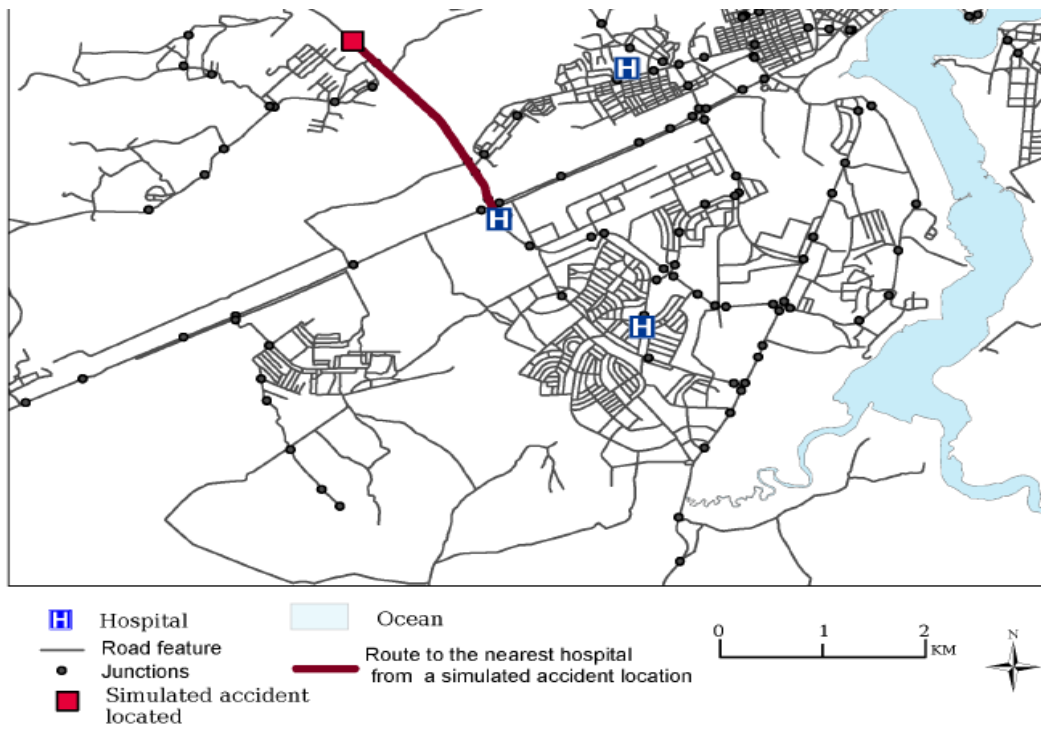 H
H
H
H Hospital
Ocean
Road feature
Junctions
Simulated accident
located
Route to the nearest hospital
from a simulated accident location
0 1 2
KM
N